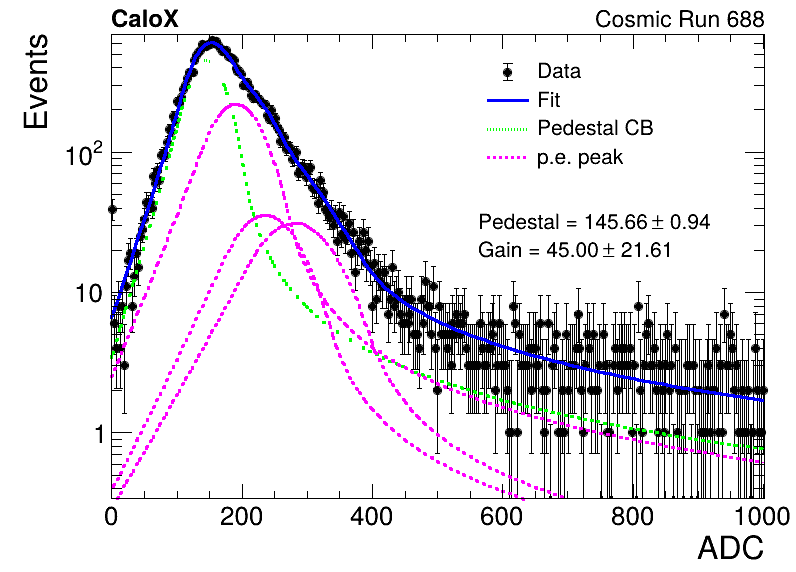 CaloX Cosmic Run 688
Events
Data
Fit
Pedestal CB
p.e. peak
Pedestal = 145.66 ± 0.94
Gain = 45.00 ± 21.61
10²
10
1
0 200 400 600 800 1000
ADC